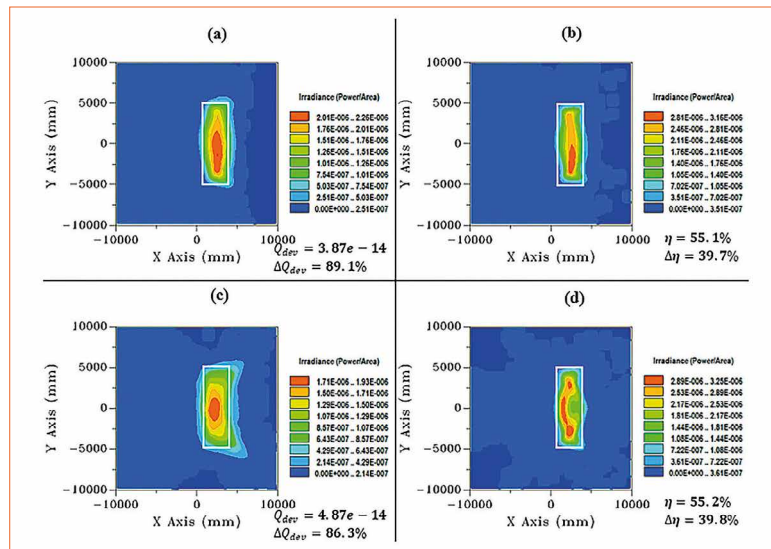 (a)
10000
5000
0
-5000
-10000
Y Axis (mm)
-10000 0 10000
X Axis (mm)
Irradiance (Power/Area)
2.01E-006 .. 2.26E-006
1.76E-006 .. 2.01E-006
1.51E-006 .. 1.76E-006
1.26E-006 .. 1.51E-006
1.01E-006 .. 1.26E-006
7.54E-007 .. 1.01E-006
5.03E-007 .. 7.54E-007
2.51E-007 .. 5.03E-007
0.00E+000 .. 2.51E-007
Q_dev = 3.87e − 14
ΔQ_dev = 89.1%
(b)
10000
5000
0
-5000
-10000
Y Axis (mm)
-10000 0 10000
X Axis (mm)
Irradiance (Power/Area)
2.81E-006 .. 3.16E-006
2.46E-006 .. 2.81E-006
2.11E-006 .. 2.46E-006
1.76E-006 .. 2.11E-006
1.40E-006 .. 1.76E-006
1.05E-006 .. 1.40E-006
7.02E-007 .. 1.05E-006
3.51E-007 .. 7.02E-007
0.00E+000 .. 3.51E-007
η = 55.1%
Δη = 39.7%
(c)
10000
5000
0
-5000
-10000
Y Axis (mm)
-10000 0 10000
X Axis (mm)
Irradiance (Power/Area)
1.71E-006 .. 1.93E-006
1.50E-006 .. 1.71E-006
1.29E-006 .. 1.50E-006
1.07E-006 .. 1.29E-006
8.57E-007 .. 1.07E-006
6.43E-007 .. 8.57E-007
4.29E-007 .. 6.43E-007
2.14E-007 .. 4.29E-007
0.00E+000 .. 2.14E-007
Q_dev = 4.87e − 14
ΔQ_dev = 86.3%
(d)
10000
5000
0
-5000
-10000
Y Axis (mm)
-10000 0 10000
X Axis (mm)
Irradiance (Power/Area)
2.89E-006 .. 3.25E-006
2.53E-006 .. 2.89E-006
2.17E-006 .. 2.53E-006
1.81E-006 .. 2.17E-006
1.44E-006 .. 1.81E-006
1.08E-006 .. 1.44E-006
7.22E-007 .. 1.08E-006
3.61E-007 .. 7.22E-007
0.00E+000 .. 3.61E-007
η = 55.2%
Δη = 39.8%